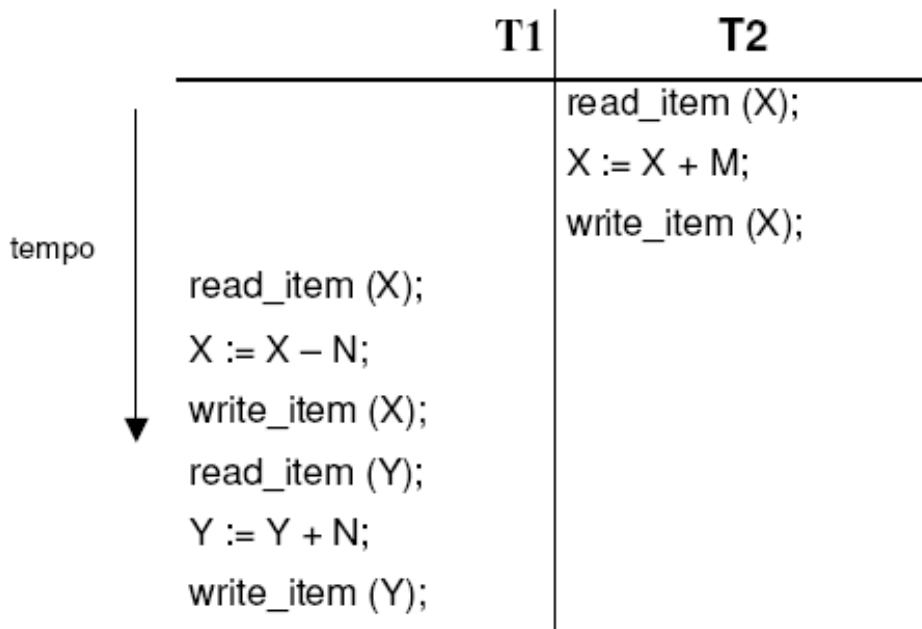 T1 T2
read_item (X);
X := X + M;
write_item (X);
tempo
read_item (X);
X := X – N;
write_item (X);
read_item (Y);
Y := Y + N;
write_item (Y);